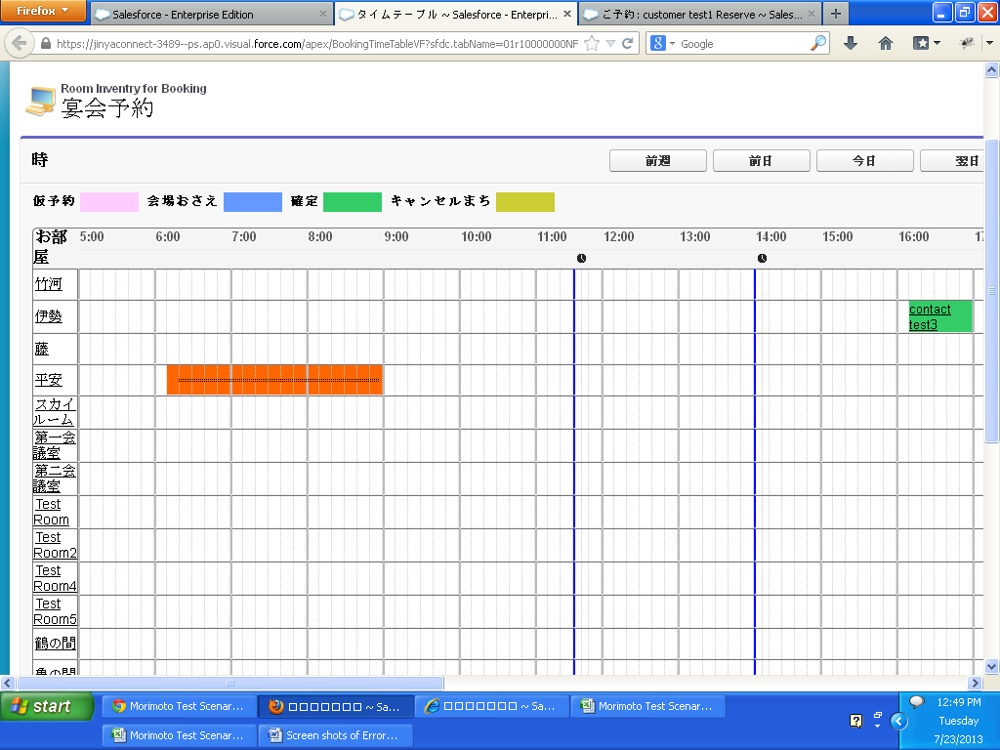 Firefox
Salesforce - Enterprise Edition
タイムテーブル ~ Salesforce - Enterpri...
ご予約 : customer test1 Reserve ~ Sales...
https://jinyaconnect-3489--ps.ap0.visual.force.com/apex/BookingTimeTableVF?sfdc.tabName=01r10000000NF
Google
Room Inventry for Booking
宴会予約
時
前週
前日
今日
翌日
仮予約
会場おさえ
確定
キャンセルまち
お部屋
5:00
6:00
7:00
8:00
9:00
10:00
11:00
12:00
13:00
14:00
15:00
16:00
17
竹河
伊勢
contact
test3
藤
平安
スカイ
ルーム
第一会
議室
第二会
議室
Test
Room
Test
Room2
Test
Room4
Test
Room5
鶴の間
亀の間
start
Morimoto Test Scenar...
□□□□□□□ ~ Sa...
□□□□□□□ ~ Sa...
Morimoto Test Scenar...
Morimoto Test Scenar...
Screen shots of Error...
12:49 PM
Tuesday
7/23/2013